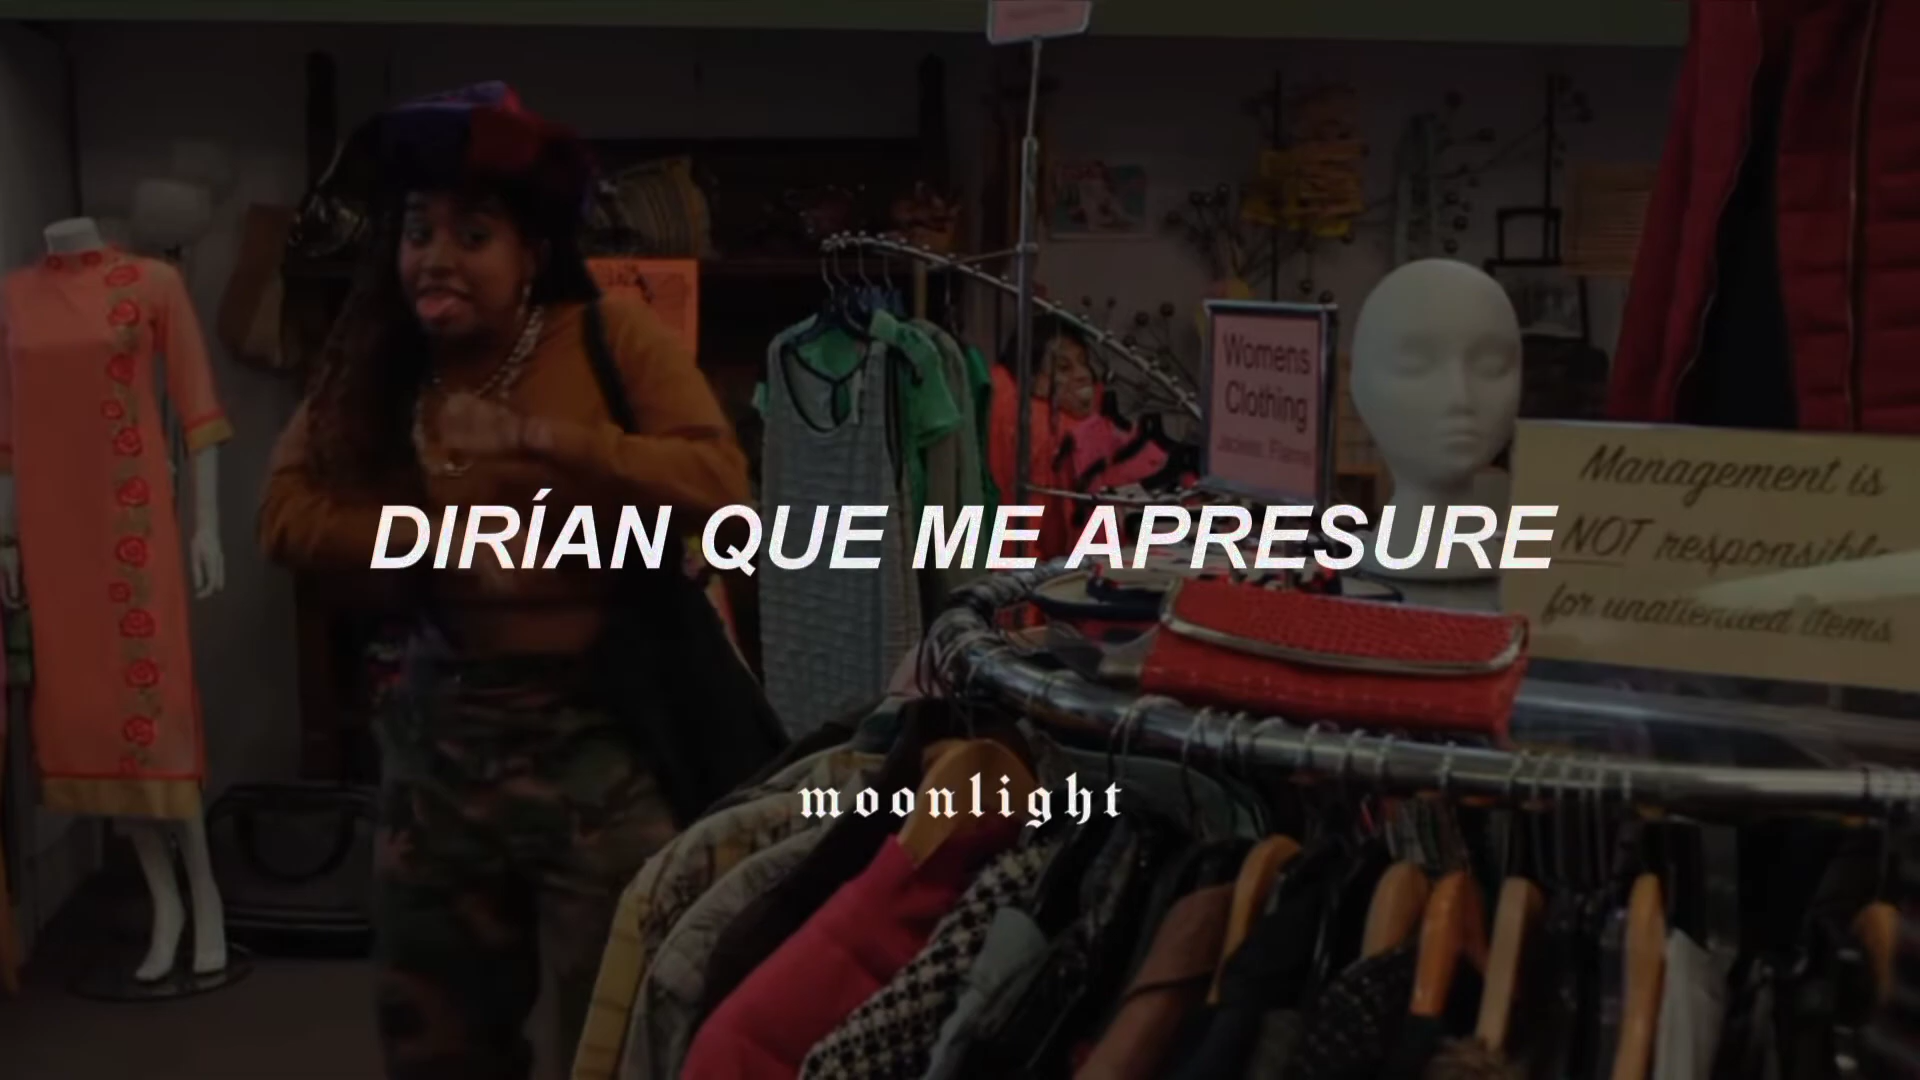 Womens
Clothing
Management is
NOT responsible
for unattended items
DIRÍAN QUE ME APRESURE
moonlight